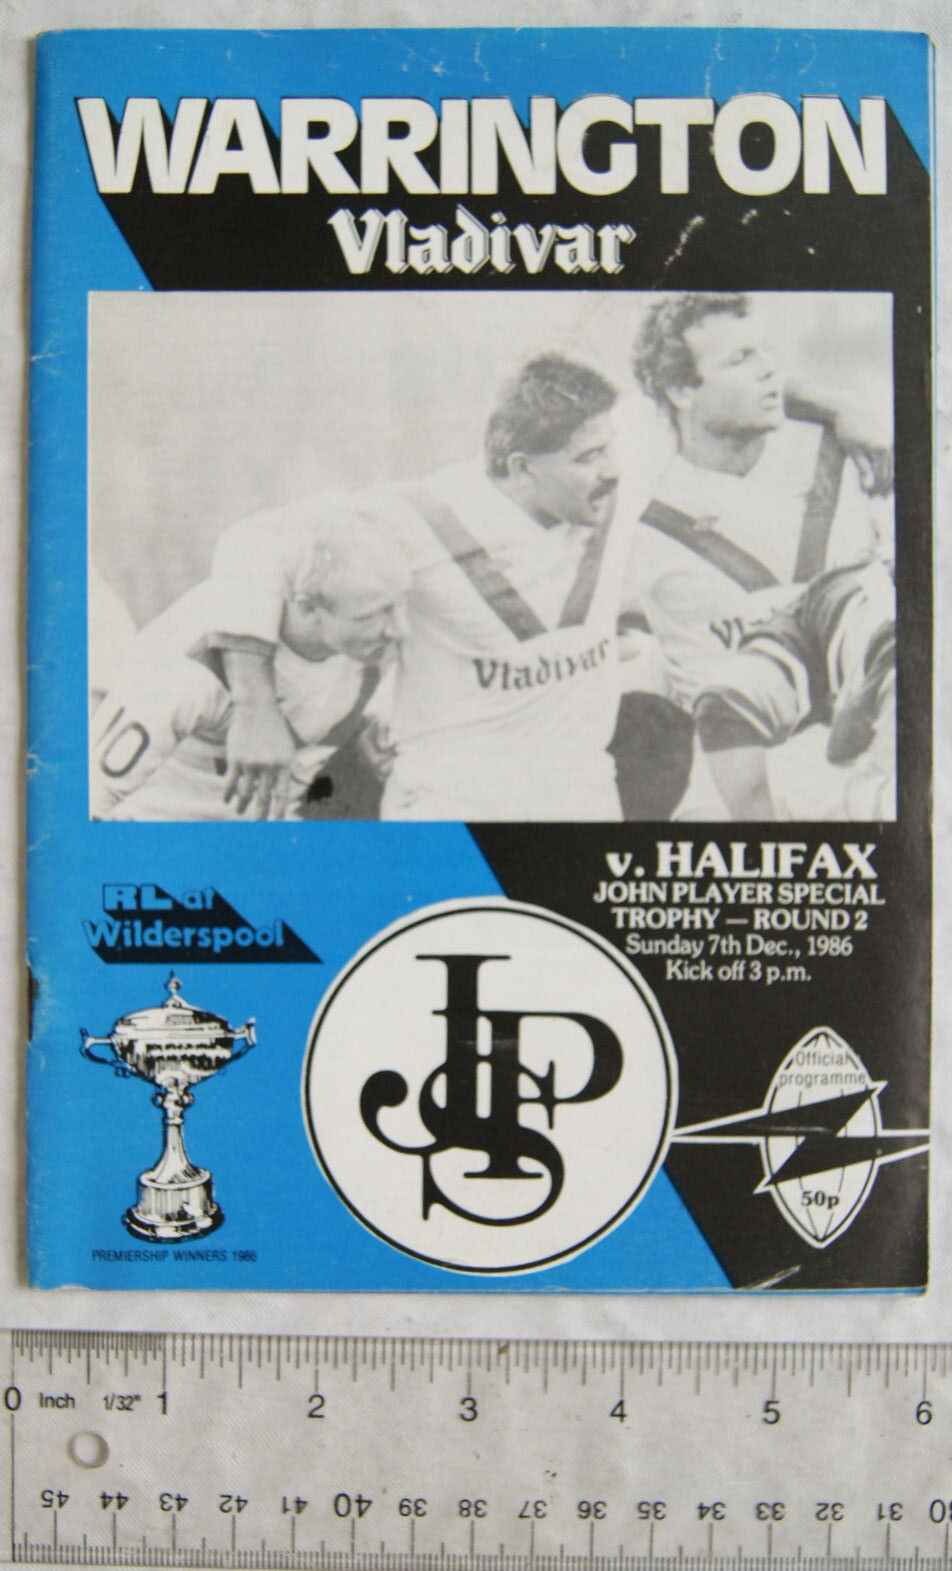 WARRINGTON
Vladivar
Vladivar
Vl
10
v. HALIFAX
JOHN PLAYER SPECIAL
TROPHY — ROUND 2
Sunday 7th Dec., 1986
Kick off 3 p.m.
RL at
Wilderspool
JPS
Official
programme
50p
PREMIERSHIP WINNERS 1986
0 Inch 1/32" 1 2 3 4 5 6
45 44 43 42 41 40 39 38 37 36 35 34 33 32 31 30